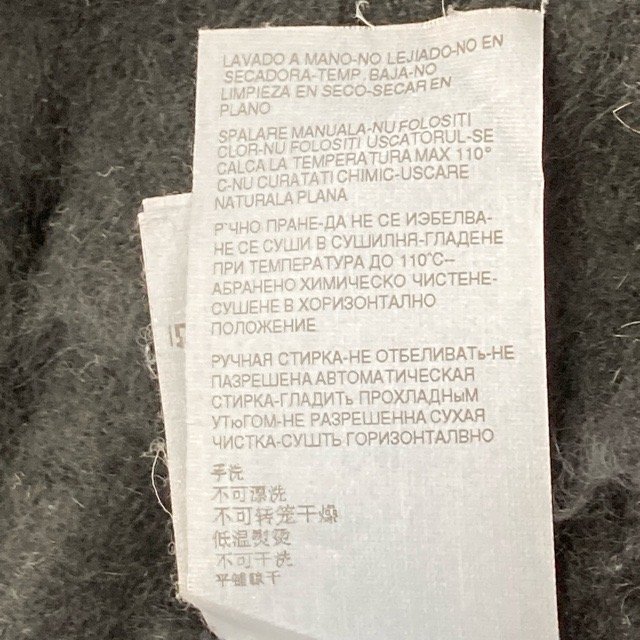 LAVADO A MANO-NO LEJIADO-NO EN
SECADORA-TEMP. BAJA-NO
LIMPIEZA EN SECO-SECAR EN
PLANO
SPALARE MANUALA-NU FOLOSITI
CLOR-NU FOLOSITI USCATORUL-SE
CALCA LA TEMPERATURA MAX 110°
C-NU CURATATI CHIMIC-USCARE
NATURALA PLANA
РЪЧНО ПРАНЕ-ДА НЕ СЕ ИЗБЕЛВА-
НЕ СЕ СУШИ В СУШИЛНЯ-ГЛАДЕНЕ
ПРИ ТЕМПЕРАТУРА ДО 110°C–
АБРАНЕНО ХИМИЧЕСКО ЧИСТЕНЕ-
СУШЕНЕ В ХОРИЗОНТАЛНО
ПОЛОЖЕНИЕ
РУЧНАЯ СТИРКА-НЕ ОТБЕЛИВАТЬ-НЕ
ПАЗРЕШЕНА АВТОМАТИЧЕСКАЯ
СТИРКА-ГЛАДИТЬ ПРОХЛАДНЫМ
УТюГОМ-НЕ РАЗРЕШЕННА СУХАЯ
ЧИСТКА-СУШТЬ ГОРИЗОНТАЛВНО
手洗
不可漂洗
不可转笼干燥
低温熨烫
不可干洗
平铺晾干